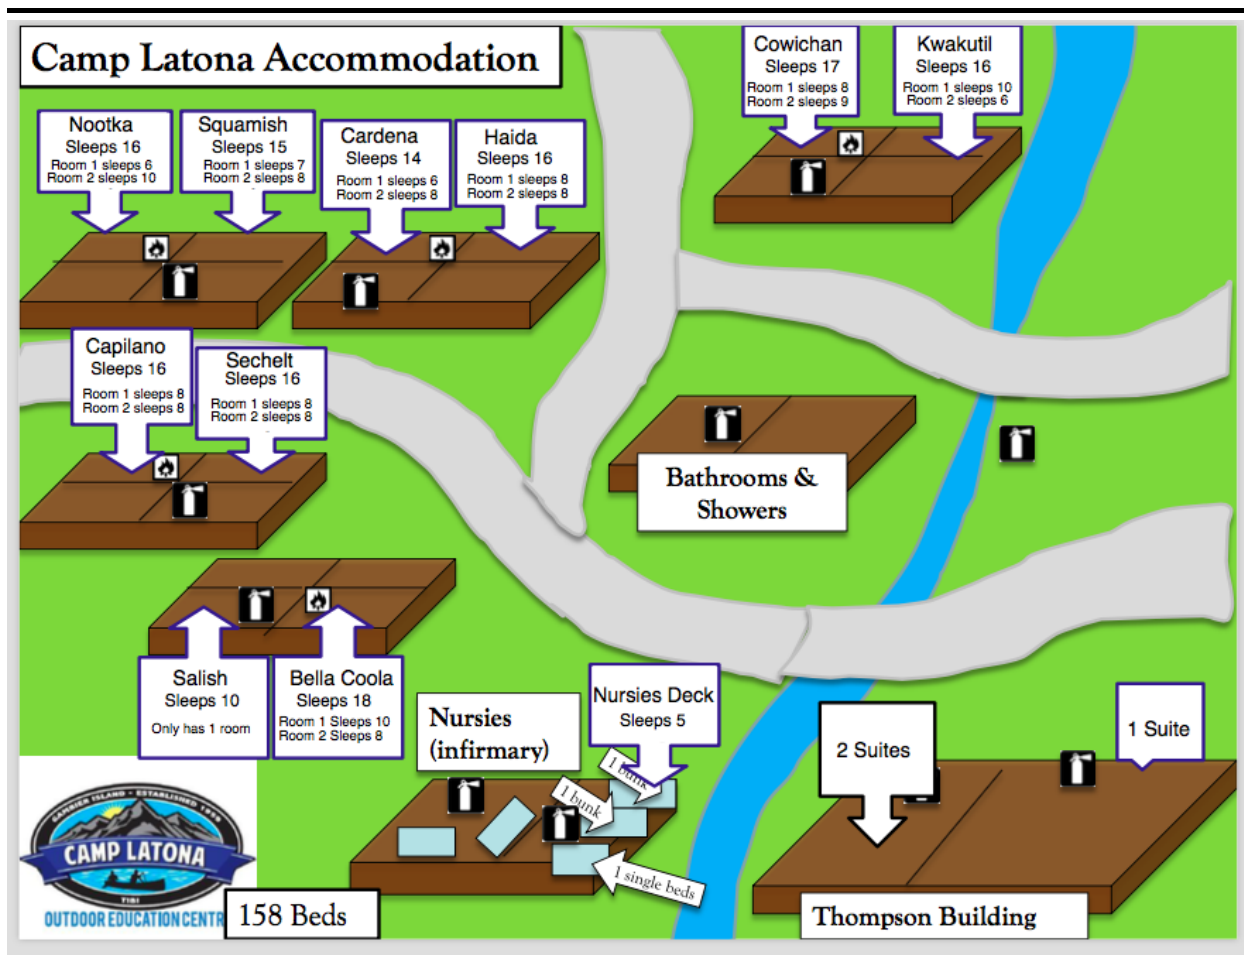 Camp Latona Accommodation
Cowichan
Sleeps 17
Room 1 sleeps 8
Room 2 sleeps 9
Kwakutil
Sleeps 16
Room 1 sleeps 10
Room 2 sleeps 6
Nootka
Sleeps 16
Room 1 sleeps 6
Room 2 sleeps 10
Squamish
Sleeps 15
Room 1 sleeps 7
Room 2 sleeps 8
Cardena
Sleeps 14
Room 1 sleeps 6
Room 2 sleeps 8
Haida
Sleeps 16
Room 1 sleeps 8
Room 2 sleeps 8
Capilano
Sleeps 16
Room 1 sleeps 8
Room 2 sleeps 8
Sechelt
Sleeps 16
Room 1 sleeps 8
Room 2 sleeps 8
Bathrooms &
Showers
Salish
Sleeps 10
Only has 1 room
Bella Coola
Sleeps 18
Room 1 Sleeps 10
Room 2 Sleeps 8
Nursies
(infirmary)
Nursies Deck
Sleeps 5
1 bunk
1 bunk
1 single beds
2 Suites
1 Suite
Thompson Building
GAMBIER ISLAND - ESTABLISHED 1959
CAMP LATONA
OUTDOOR EDUCATION CENTR
158 Beds